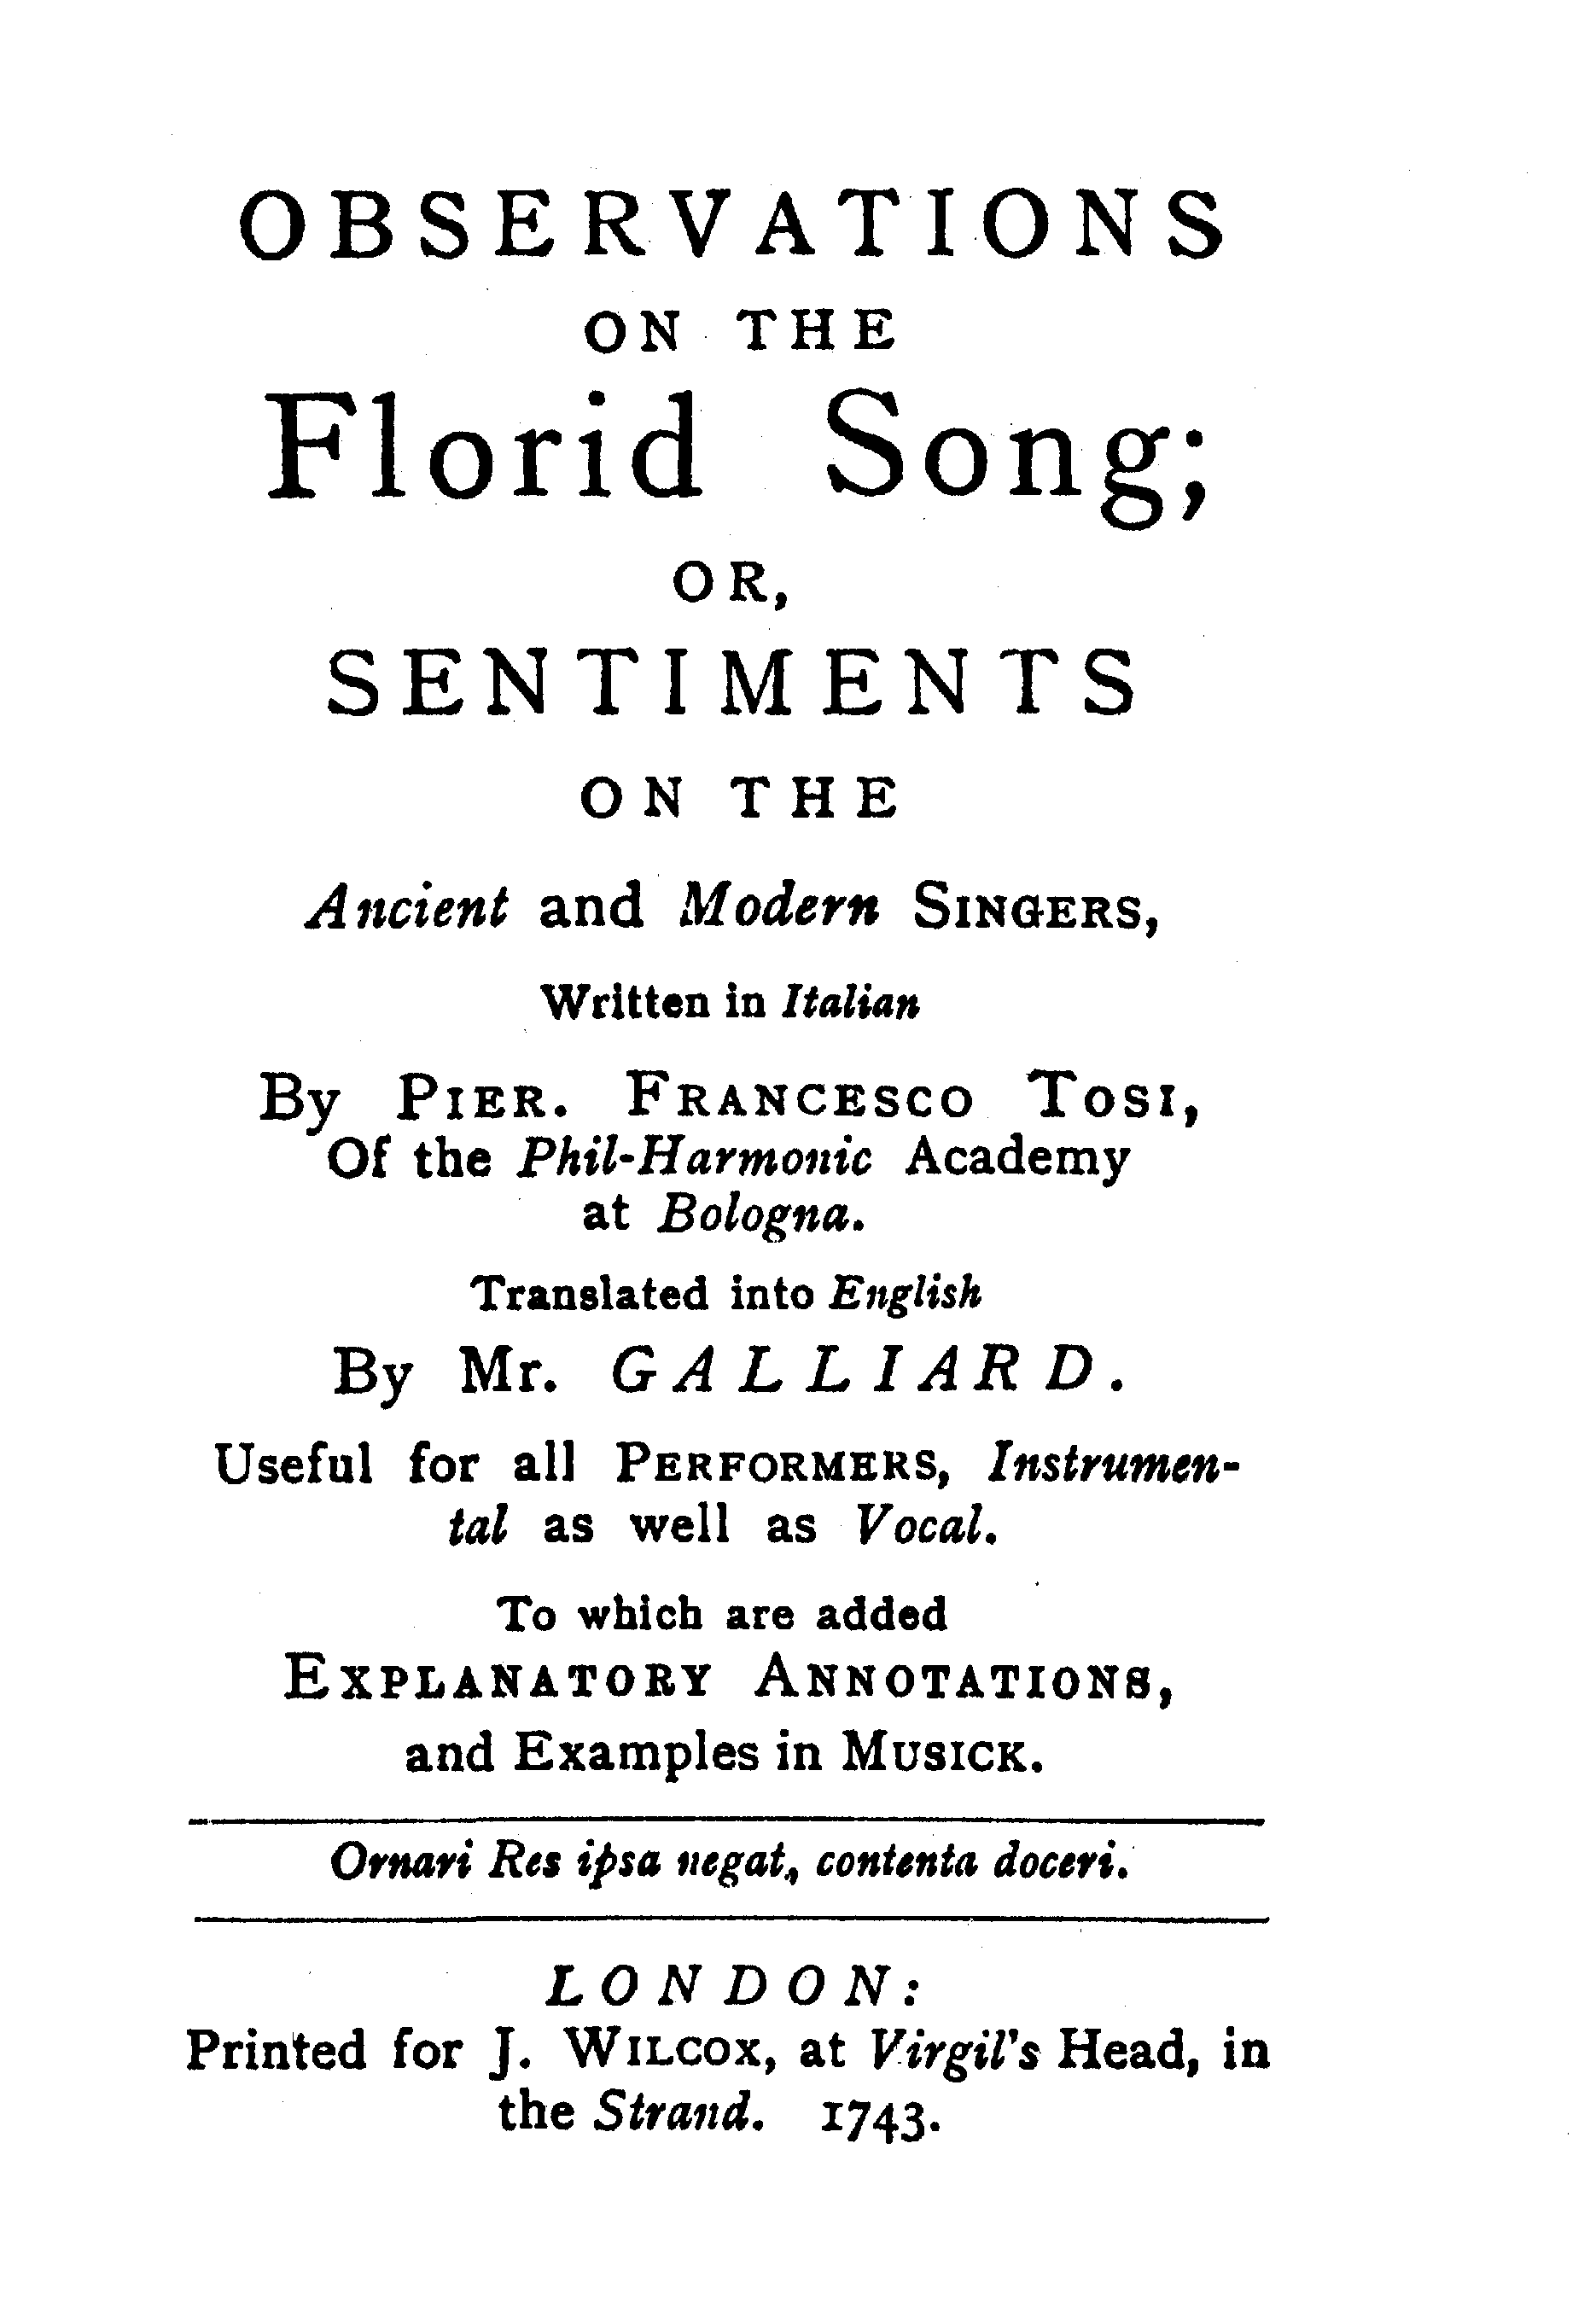 OBSERVATIONS
ON THE
Florid Song;
OR,
SENTIMENTS
ON THE
Ancient and Modern SINGERS,
Written in Italian
By PIER. FRANCESCO TOSI,
Of the Phil-Harmonic Academy
at Bologna.
Translated into English
By Mr. GALLIARD.
Useful for all PERFORMERS, Instrumen-
tal as well as Vocal.
To which are added
EXPLANATORY ANNOTATIONS,
and Examples in MUSICK.
Ornari Res ipsa negat, contenta doceri.
LONDON:
Printed for J. WILCOX, at Virgil's Head, in
the Strand. 1743.